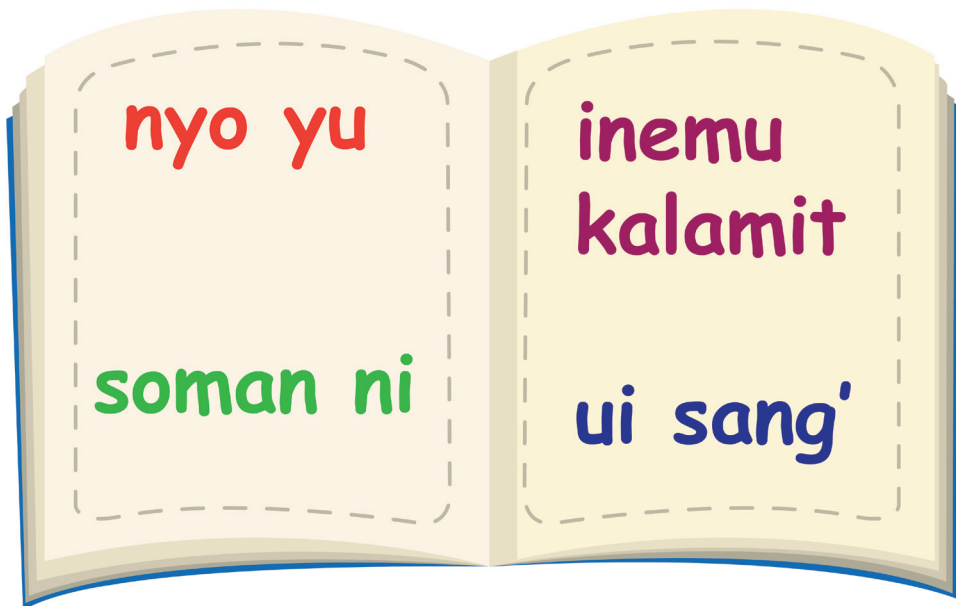 nyo yu
soman ni
inemu
kalamit
ui sang'